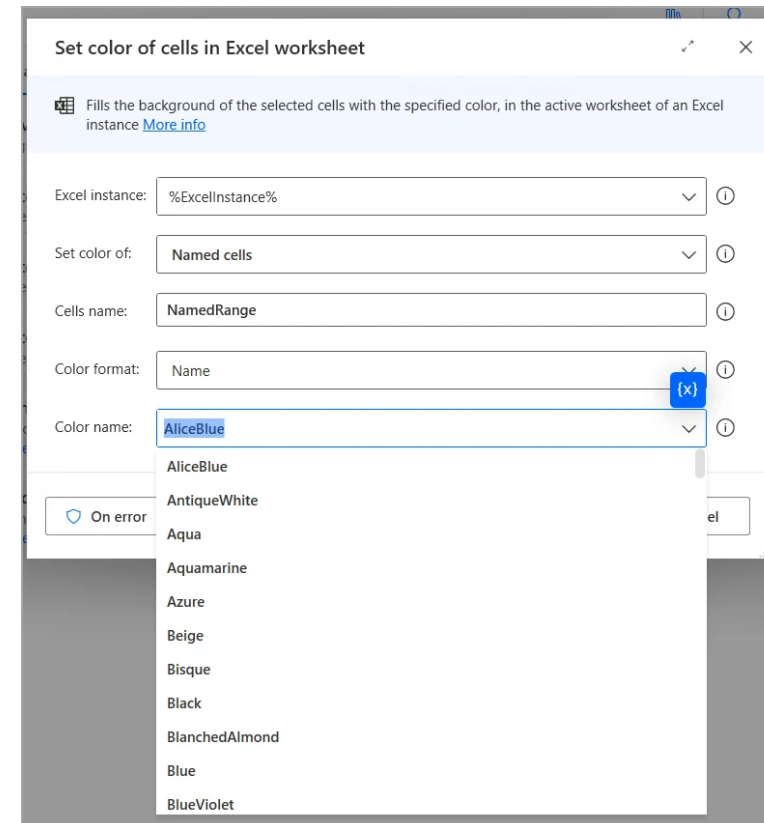 Set color of cells in Excel worksheet
Fills the background of the selected cells with the specified color, in the active worksheet of an Excel
instance More info
Excel instance: %ExcelInstance%
Set color of: Named cells
Cells name: NamedRange
Color format: Name
{x}
Color name: AliceBlue
AliceBlue
AntiqueWhite
Aqua
Aquamarine
Azure
Beige
Bisque
Black
BlanchedAlmond
Blue
BlueViolet
On error
el